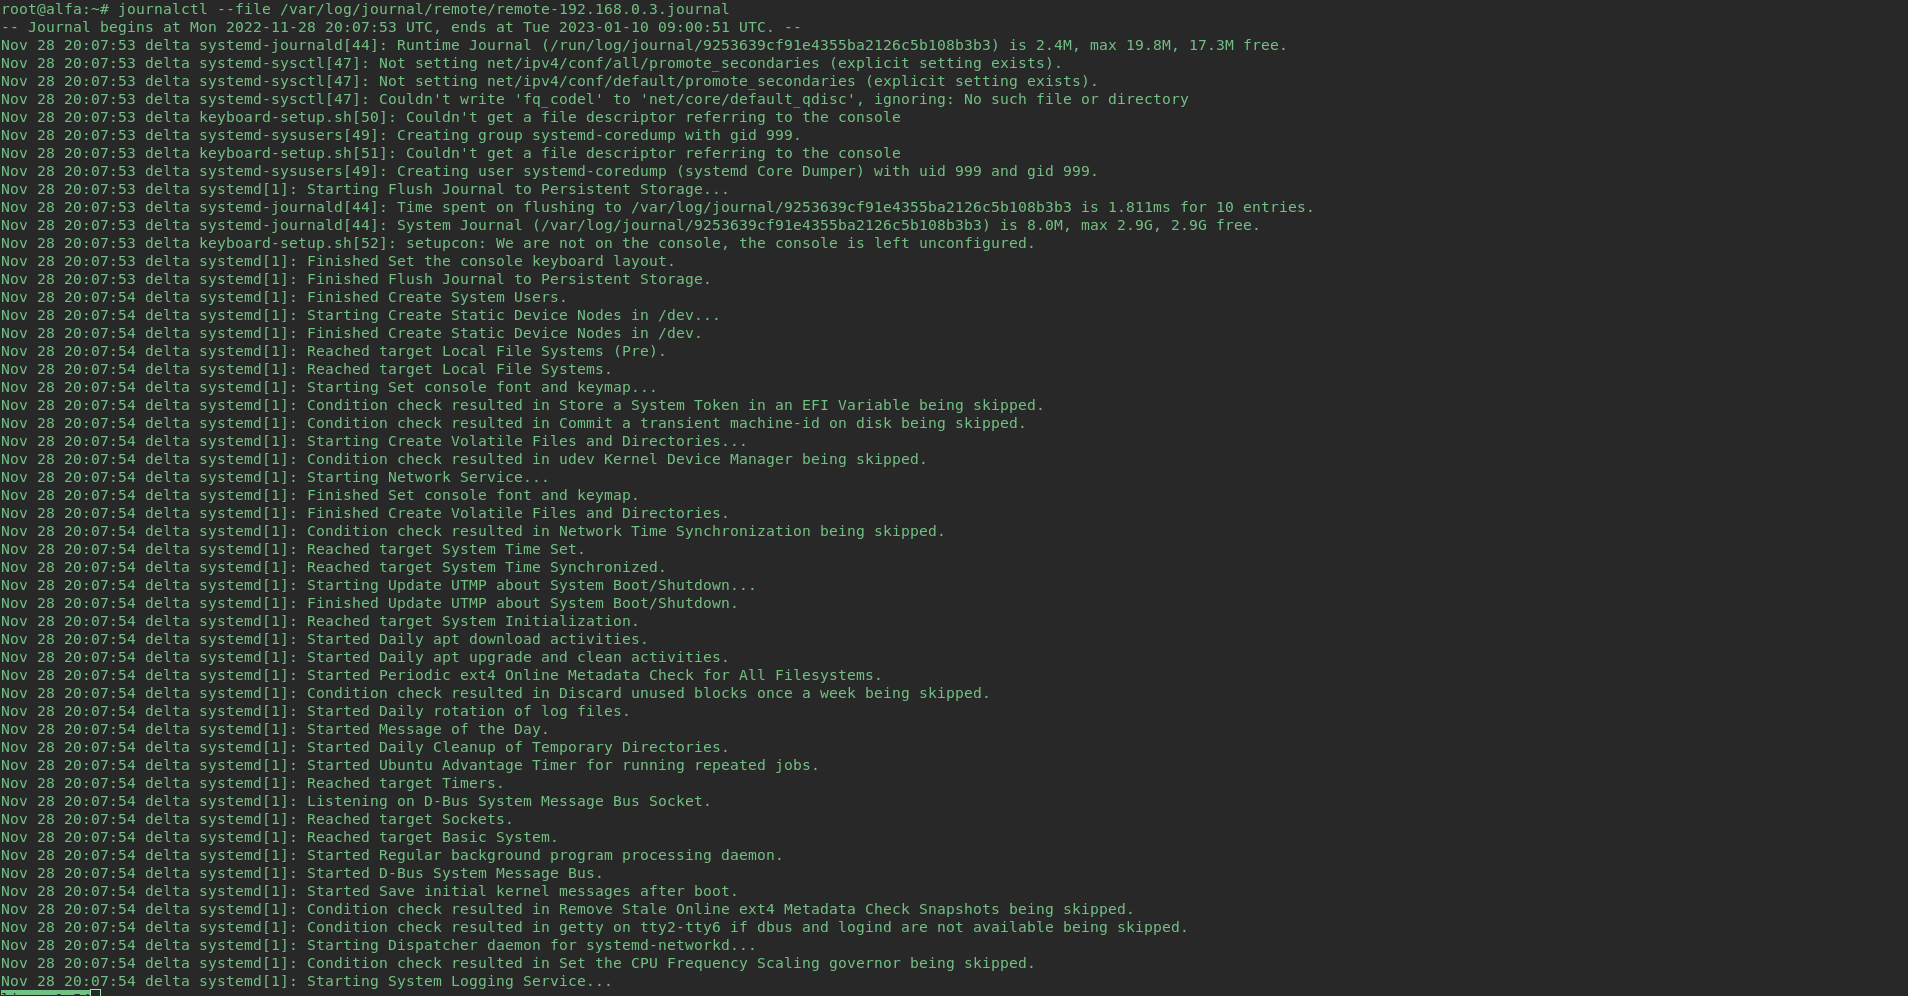 root@alfa:~# journalctl --file /var/log/journal/remote/remote-192.168.0.3.journal
-- Journal begins at Mon 2022-11-28 20:07:53 UTC, ends at Tue 2023-01-10 09:00:51 UTC. --
Nov 28 20:07:53 delta systemd-journald[44]: Runtime Journal (/run/log/journal/9253639cf91e4355ba2126c5b108b3b3) is 2.4M, max 19.8M, 17.3M free.
Nov 28 20:07:53 delta systemd-sysctl[47]: Not setting net/ipv4/conf/all/promote_secondaries (explicit setting exists).
Nov 28 20:07:53 delta systemd-sysctl[47]: Not setting net/ipv4/conf/default/promote_secondaries (explicit setting exists).
Nov 28 20:07:53 delta systemd-sysctl[47]: Couldn't write 'fq_codel' to 'net/core/default_qdisc', ignoring: No such file or directory
Nov 28 20:07:53 delta keyboard-setup.sh[50]: Couldn't get a file descriptor referring to the console
Nov 28 20:07:53 delta systemd-sysusers[49]: Creating group systemd-coredump with gid 999.
Nov 28 20:07:53 delta keyboard-setup.sh[51]: Couldn't get a file descriptor referring to the console
Nov 28 20:07:53 delta systemd-sysusers[49]: Creating user systemd-coredump (systemd Core Dumper) with uid 999 and gid 999.
Nov 28 20:07:53 delta systemd[1]: Starting Flush Journal to Persistent Storage...
Nov 28 20:07:53 delta systemd-journald[44]: Time spent on flushing to /var/log/journal/9253639cf91e4355ba2126c5b108b3b3 is 1.811ms for 10 entries.
Nov 28 20:07:53 delta systemd-journald[44]: System Journal (/var/log/journal/9253639cf91e4355ba2126c5b108b3b3) is 8.0M, max 2.9G, 2.9G free.
Nov 28 20:07:53 delta keyboard-setup.sh[52]: setupcon: We are not on the console, the console is left unconfigured.
Nov 28 20:07:53 delta systemd[1]: Finished Set the console keyboard layout.
Nov 28 20:07:53 delta systemd[1]: Finished Flush Journal to Persistent Storage.
Nov 28 20:07:54 delta systemd[1]: Finished Create System Users.
Nov 28 20:07:54 delta systemd[1]: Starting Create Static Device Nodes in /dev...
Nov 28 20:07:54 delta systemd[1]: Finished Create Static Device Nodes in /dev.
Nov 28 20:07:54 delta systemd[1]: Reached target Local File Systems (Pre).
Nov 28 20:07:54 delta systemd[1]: Reached target Local File Systems.
Nov 28 20:07:54 delta systemd[1]: Starting Set console font and keymap...
Nov 28 20:07:54 delta systemd[1]: Condition check resulted in Store a System Token in an EFI Variable being skipped.
Nov 28 20:07:54 delta systemd[1]: Condition check resulted in Commit a transient machine-id on disk being skipped.
Nov 28 20:07:54 delta systemd[1]: Starting Create Volatile Files and Directories...
Nov 28 20:07:54 delta systemd[1]: Condition check resulted in udev Kernel Device Manager being skipped.
Nov 28 20:07:54 delta systemd[1]: Starting Network Service...
Nov 28 20:07:54 delta systemd[1]: Finished Set console font and keymap.
Nov 28 20:07:54 delta systemd[1]: Finished Create Volatile Files and Directories.
Nov 28 20:07:54 delta systemd[1]: Condition check resulted in Network Time Synchronization being skipped.
Nov 28 20:07:54 delta systemd[1]: Reached target System Time Set.
Nov 28 20:07:54 delta systemd[1]: Reached target System Time Synchronized.
Nov 28 20:07:54 delta systemd[1]: Starting Update UTMP about System Boot/Shutdown...
Nov 28 20:07:54 delta systemd[1]: Finished Update UTMP about System Boot/Shutdown.
Nov 28 20:07:54 delta systemd[1]: Reached target System Initialization.
Nov 28 20:07:54 delta systemd[1]: Started Daily apt download activities.
Nov 28 20:07:54 delta systemd[1]: Started Daily apt upgrade and clean activities.
Nov 28 20:07:54 delta systemd[1]: Started Periodic ext4 Online Metadata Check for All Filesystems.
Nov 28 20:07:54 delta systemd[1]: Condition check resulted in Discard unused blocks once a week being skipped.
Nov 28 20:07:54 delta systemd[1]: Started Daily rotation of log files.
Nov 28 20:07:54 delta systemd[1]: Started Message of the Day.
Nov 28 20:07:54 delta systemd[1]: Started Daily Cleanup of Temporary Directories.
Nov 28 20:07:54 delta systemd[1]: Started Ubuntu Advantage Timer for running repeated jobs.
Nov 28 20:07:54 delta systemd[1]: Reached target Timers.
Nov 28 20:07:54 delta systemd[1]: Listening on D-Bus System Message Bus Socket.
Nov 28 20:07:54 delta systemd[1]: Reached target Sockets.
Nov 28 20:07:54 delta systemd[1]: Reached target Basic System.
Nov 28 20:07:54 delta systemd[1]: Started Regular background program processing daemon.
Nov 28 20:07:54 delta systemd[1]: Started D-Bus System Message Bus.
Nov 28 20:07:54 delta systemd[1]: Started Save initial kernel messages after boot.
Nov 28 20:07:54 delta systemd[1]: Condition check resulted in Remove Stale Online ext4 Metadata Check Snapshots being skipped.
Nov 28 20:07:54 delta systemd[1]: Condition check resulted in getty on tty2-tty6 if dbus and logind are not available being skipped.
Nov 28 20:07:54 delta systemd[1]: Starting Dispatcher daemon for systemd-networkd...
Nov 28 20:07:54 delta systemd[1]: Condition check resulted in Set the CPU Frequency Scaling governor being skipped.
Nov 28 20:07:54 delta systemd[1]: Starting System Logging Service...